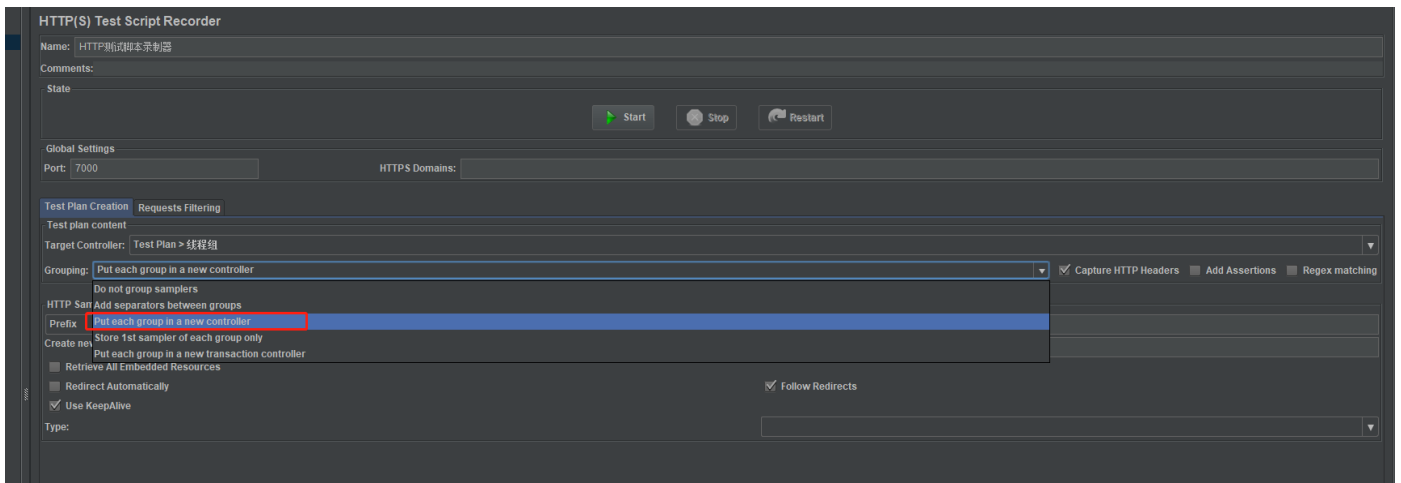 HTTP(S) Test Script Recorder
Name: HTTP测试脚本录制器
Comments:
State
Start Stop Restart
Global Settings
Port: 7000 HTTPS Domains:
Test Plan Creation Requests Filtering
Test plan content
Target Controller: Test Plan > 线程组
Grouping: Put each group in a new controller Capture HTTP Headers Add Assertions Regex matching
Do not group samplers
HTTP Sam Add separators between groups
Prefix Put each group in a new controller
Create new Store 1st sampler of each group only
Put each group in a new transaction controller
Retrieve All Embedded Resources
Redirect Automatically Follow Redirects
Use KeepAlive
Type: